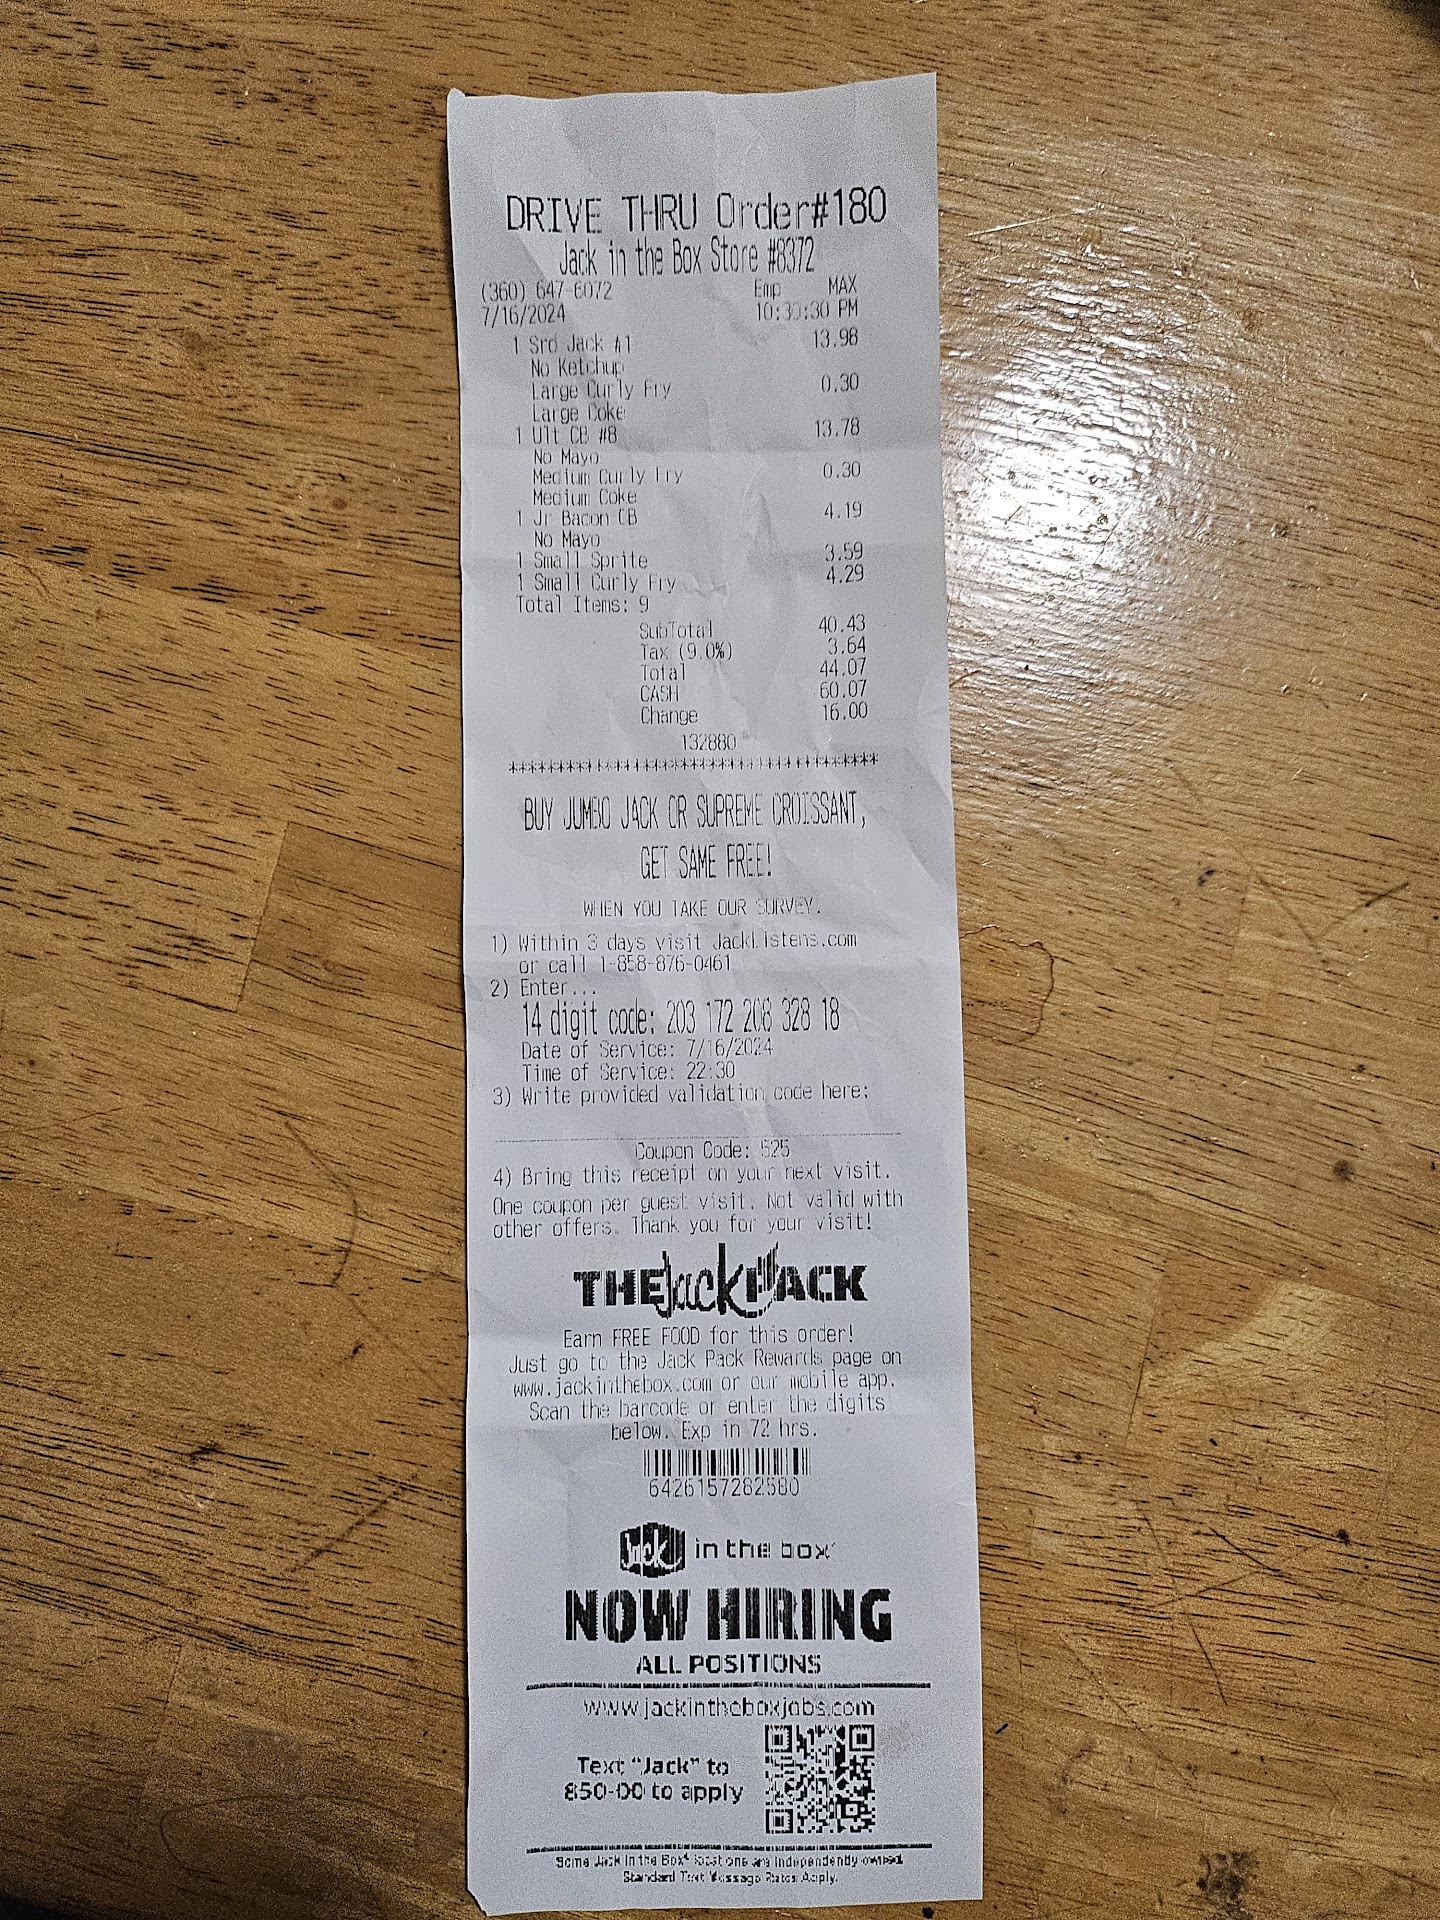 DRIVE THRU Order#180
Jack in the Box Store #8372
(360) 647-6072 Emp MAX
7/16/2024 10:30:30 PM
1 Srd Jack #1 13.98
No Ketchup
Large Curly Fry 0.30
Large Coke
1 Ult CB #8 13.78
No Mayo
Medium Curly Fry 0.30
Medium Coke
1 Jr Bacon CB 4.19
No Mayo
1 Small Sprite 3.59
1 Small Curly Fry 4.29
Total Items: 9
SubTotal 40.43
Tax (9.0%) 3.64
Total 44.07
CASH 60.07
Change 16.00
132880
****************************************
BUY JUMBO JACK OR SUPREME CROISSANT,
GET SAME FREE!
WHEN YOU TAKE OUR SURVEY.
1) Within 3 days visit JackListens.com
or call 1-858-876-0461
2) Enter...
14 digit code: 203 172 208 328 18
Date of Service: 7/16/2024
Time of Service: 22:30
3) Write provided validation code here:
Coupon Code: 525
4) Bring this receipt on your next visit.
One coupon per guest visit. Not valid with
other offers. Thank you for your visit!
THE Jack PACK
Earn FREE FOOD for this order!
Just go to the Jack Pack Rewards page on
www.jackinthebox.com or our mobile app.
Scan the barcode or enter the digits
below. Exp in 72 hrs.
6426157282580
Jack in the box
NOW HIRING
ALL POSITIONS
www.jackintheboxjobs.com
Text "Jack" to
850-00 to apply
Some Jack in the Box® locations are independently owned.
Standard Text Message Rates Apply.